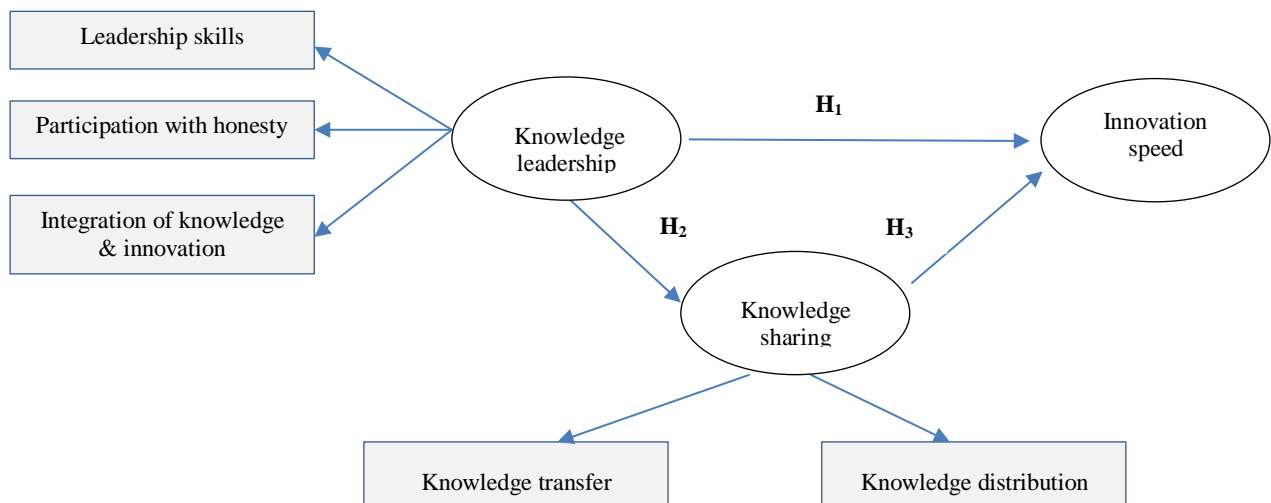 Leadership skills
Participation with honesty
Integration of knowledge
& innovation
Knowledge
leadership
H1
Innovation
speed
H2
H3
Knowledge
sharing
Knowledge transfer
Knowledge distribution